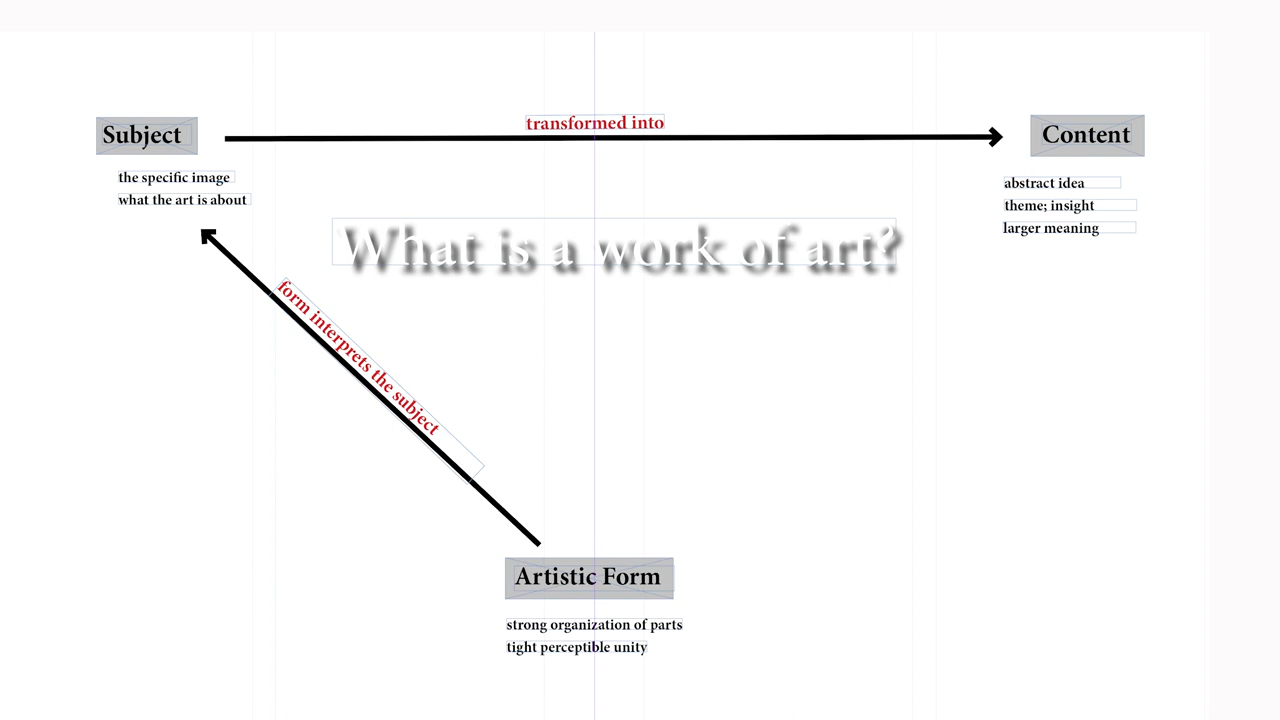 transformed into
Subject
Content
the specific image
what the art is about
abstract idea
theme; insight
larger meaning
What is a work of art?
form interprets the subject
Artistic Form
strong organization of parts
tight perceptible unity